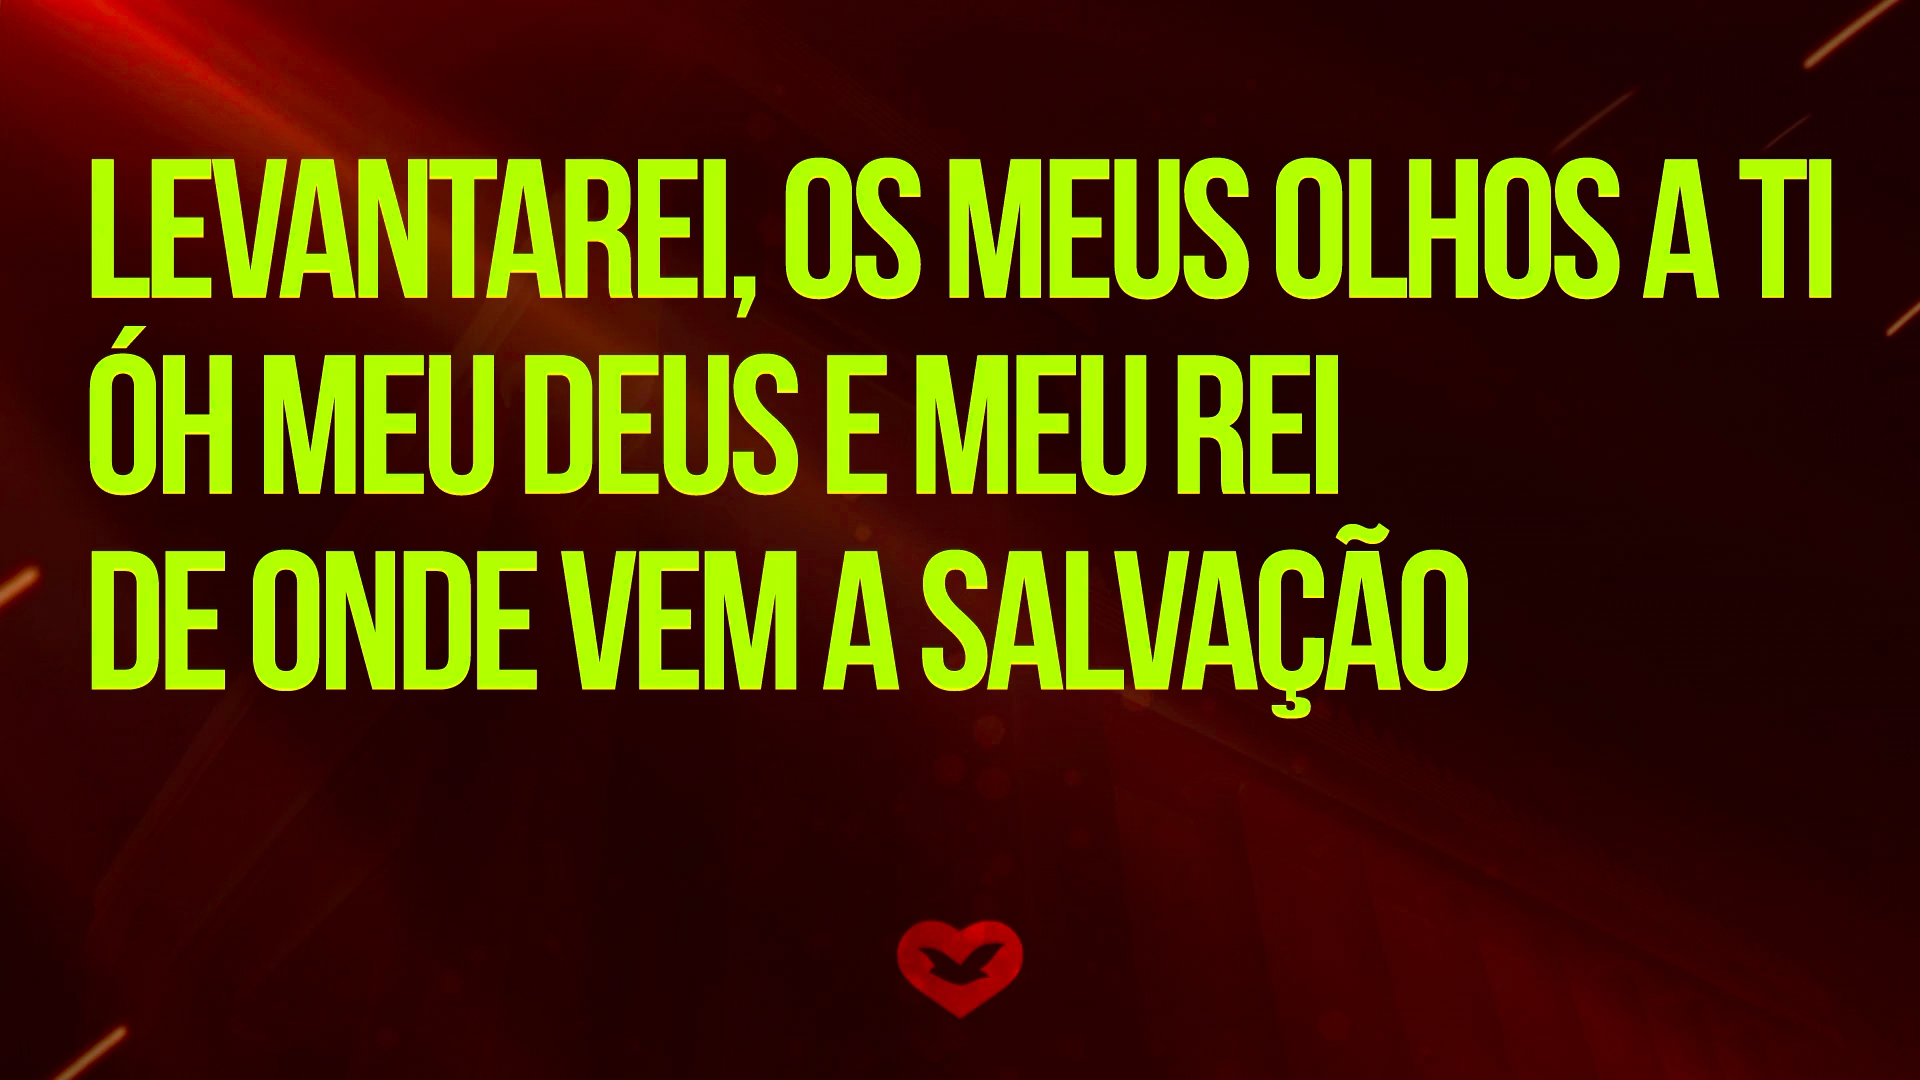 LEVANTAREI, OS MEUS OLHOS A TI
ÓH MEU DEUS E MEU REI
DE ONDE VEM A SALVAÇÃO